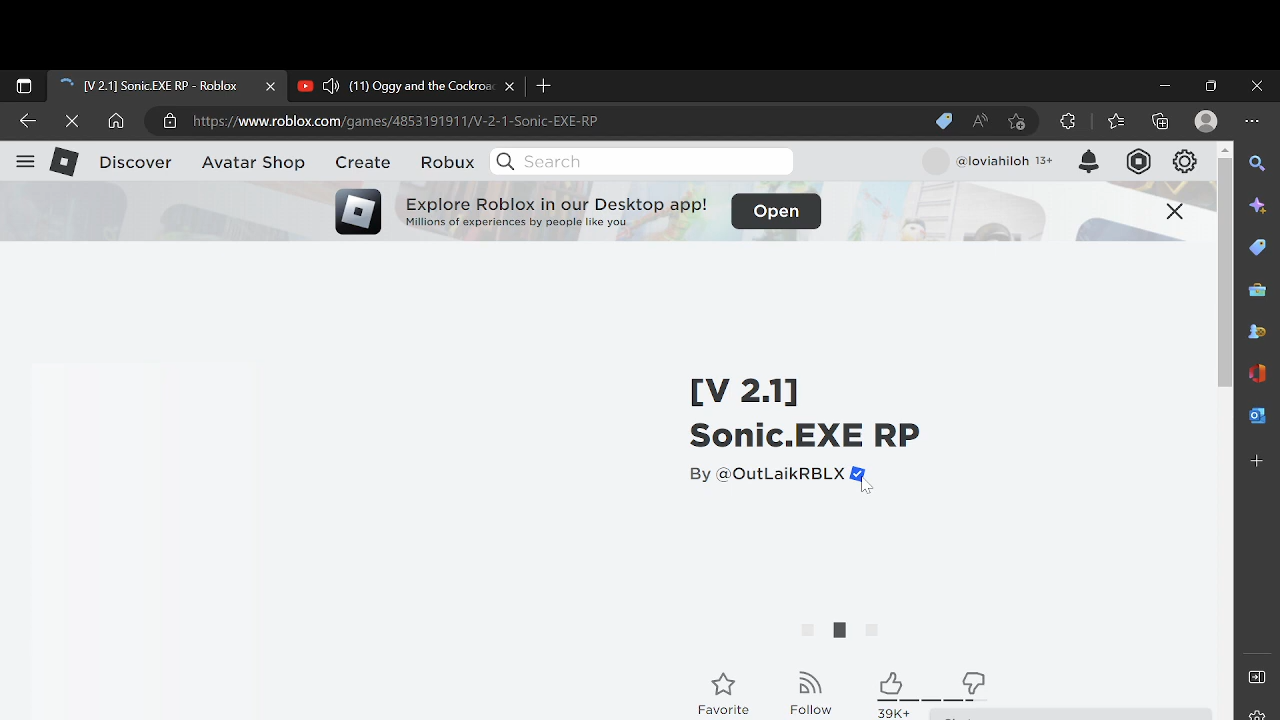 [V 2.1] Sonic.EXE RP - Roblox
(11) Oggy and the Cockroa
https://www.roblox.com/games/4853191911/V-2-1-Sonic-EXE-RP
Discover
Avatar Shop
Create
Robux
Search
@loviahiloh 13+
Explore Roblox in our Desktop app!
Millions of experiences by people like you
Open
[V 2.1]
Sonic.EXE RP
By @OutLaikRBLX
Favorite
Follow
39K+